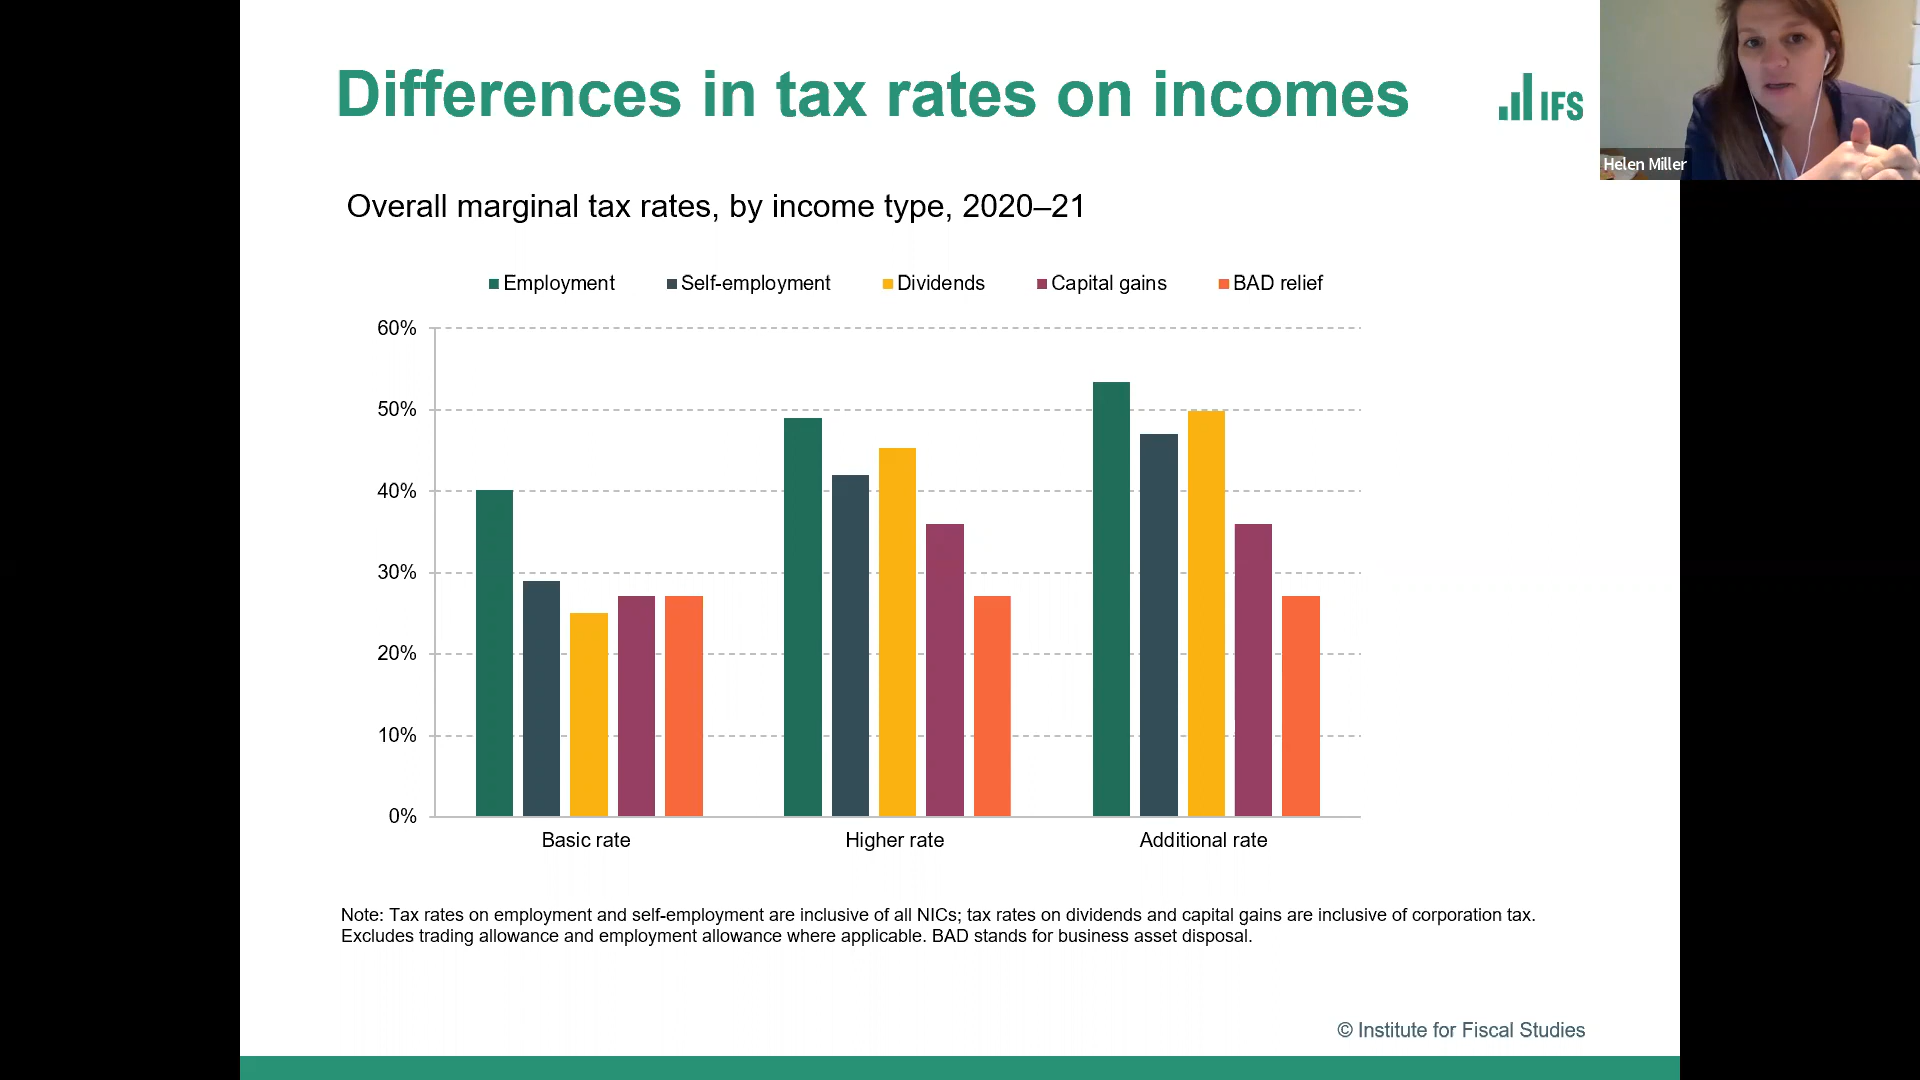 Differences in tax rates on incomes
IFS
Helen Miller
Overall marginal tax rates, by income type, 2020–21
Employment Self-employment Dividends Capital gains BAD relief
60%
50%
40%
30%
20%
10%
0%
Basic rate Higher rate Additional rate
Note: Tax rates on employment and self-employment are inclusive of all NICs; tax rates on dividends and capital gains are inclusive of corporation tax.
Excludes trading allowance and employment allowance where applicable. BAD stands for business asset disposal.
© Institute for Fiscal Studies